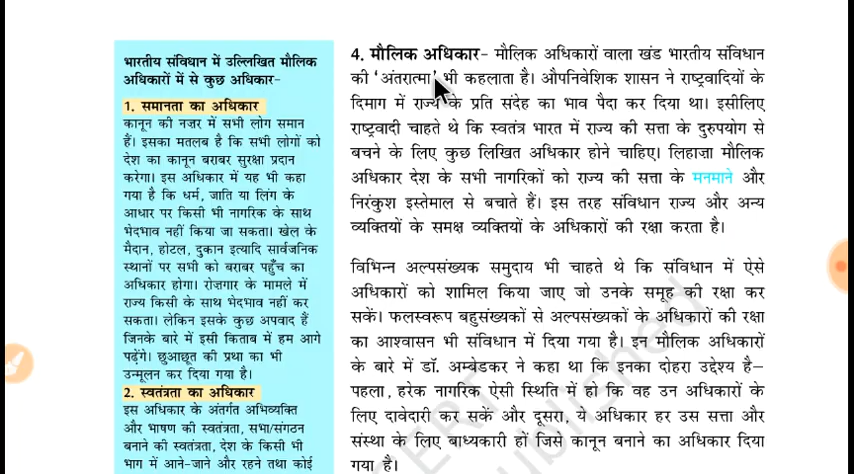 भारतीय संविधान में उल्लिखित मौलिक
अधिकारों में से कुछ अधिकार–
1. समानता का अधिकार
कानून की नज़र में सभी लोग समान
हैं। इसका मतलब है कि सभी लोगों को
देश का कानून बराबर सुरक्षा प्रदान
करेगा। इस अधिकार में यह भी कहा
गया है कि धर्म, जाति या लिंग के
आधार पर किसी भी नागरिक के साथ
भेदभाव नहीं किया जा सकता। खेल के
मैदान, होटल, दुकान इत्यादि सार्वजनिक
स्थानों पर सभी को बराबर पहुँच का
अधिकार होगा। रोज़गार के मामले में
राज्य किसी के साथ भेदभाव नहीं कर
सकता। लेकिन इसके कुछ अपवाद हैं
जिनके बारे में इसी किताब में हम आगे
पढ़ेंगे। छुआछूत की प्रथा का भी
उन्मूलन कर दिया गया है।
2. स्वतंत्रता का अधिकार
इस अधिकार के अंतर्गत अभिव्यक्ति
और भाषण की स्वतंत्रता, सभा/संगठन
बनाने की स्वतंत्रता, देश के किसी भी
भाग में आने-जाने और रहने तथा कोई
4. मौलिक अधिकार– मौलिक अधिकारों वाला खंड भारतीय संविधान
की ‘अंतरात्मा’ भी कहलाता है। औपनिवेशिक शासन ने राष्ट्रवादियों के
दिमाग में राज्य के प्रति संदेह का भाव पैदा कर दिया था। इसीलिए
राष्ट्रवादी चाहते थे कि स्वतंत्र भारत में राज्य की सत्ता के दुरुपयोग से
बचने के लिए कुछ लिखित अधिकार होने चाहिए। लिहाज़ा मौलिक
अधिकार देश के सभी नागरिकों को राज्य की सत्ता के मनमाने और
निरंकुश इस्तेमाल से बचाते हैं। इस तरह संविधान राज्य और अन्य
व्यक्तियों के समक्ष व्यक्तियों के अधिकारों की रक्षा करता है।
विभिन्न अल्पसंख्यक समुदाय भी चाहते थे कि संविधान में ऐसे
अधिकारों को शामिल किया जाए जो उनके समूह की रक्षा कर
सकें। फलस्वरूप बहुसंख्यकों से अल्पसंख्यकों के अधिकारों की रक्षा
का आश्वासन भी संविधान में दिया गया है। इन मौलिक अधिकारों
के बारे में डॉ. अम्बेडकर ने कहा था कि इनका दोहरा उद्देश्य है–
पहला, हरेक नागरिक ऐसी स्थिति में हो कि वह उन अधिकारों के
लिए दावेदारी कर सकें और दूसरा, ये अधिकार हर उस सत्ता और
संस्था के लिए बाध्यकारी हों जिसे कानून बनाने का अधिकार दिया
गया है।